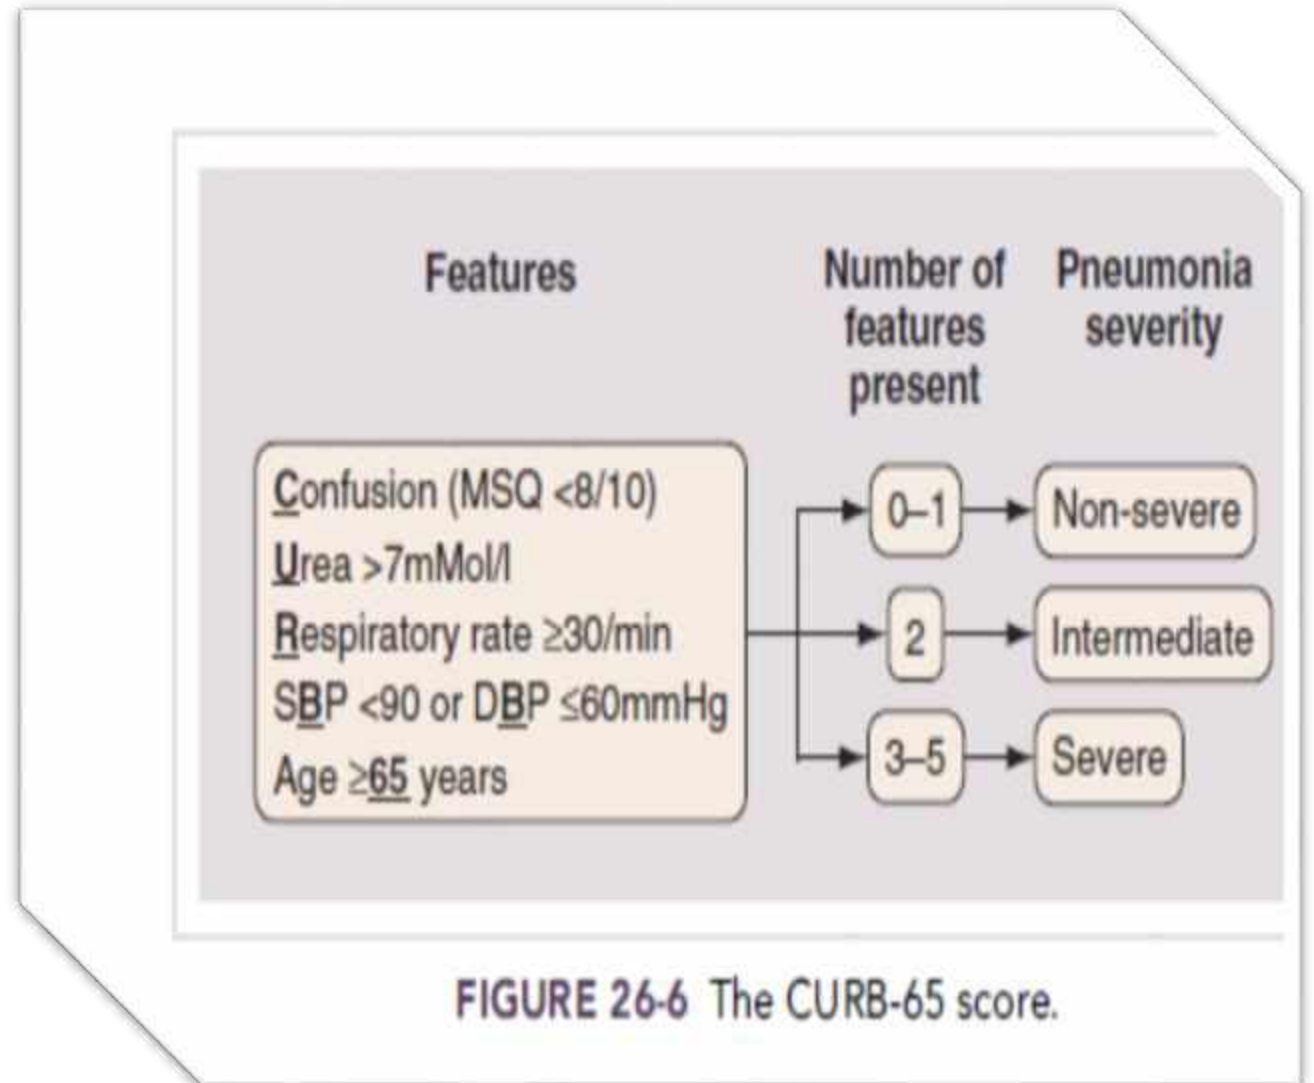 Features
Number of
features
present
Pneumonia
severity
Confusion (MSQ <8/10)
Urea >7mMol/l
Respiratory rate ≥30/min
SBP <90 or DBP ≤60mmHg
Age ≥65 years
0–1
Non-severe
2
Intermediate
3–5
Severe
FIGURE 26-6 The CURB-65 score.